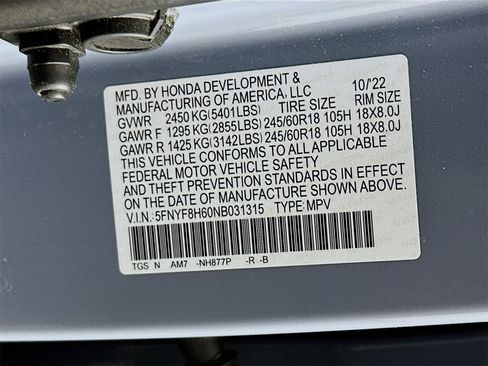 MFD. BY HONDA DEVELOPMENT & 10/'22
MANUFACTURING OF AMERICA, LLC
GVWR 2450 KG(5401LBS) TIRE SIZE RIM SIZE
GAWR F 1295 KG(2855LBS) 245/60R18 105H 18X8.0J
GAWR R 1425 KG(3142LBS) 245/60R18 105H 18X8.0J
THIS VEHICLE CONFORMS TO ALL APPLICABLE
FEDERAL MOTOR VEHICLE SAFETY
AND THEFT PREVENTION STANDARDS IN EFFECT
ON THE DATE OF MANUFACTURE SHOWN ABOVE.
V.I.N.: 5FNYF8H60NB031315 TYPE: MPV
TGS N AM7 -NH877P -R -B